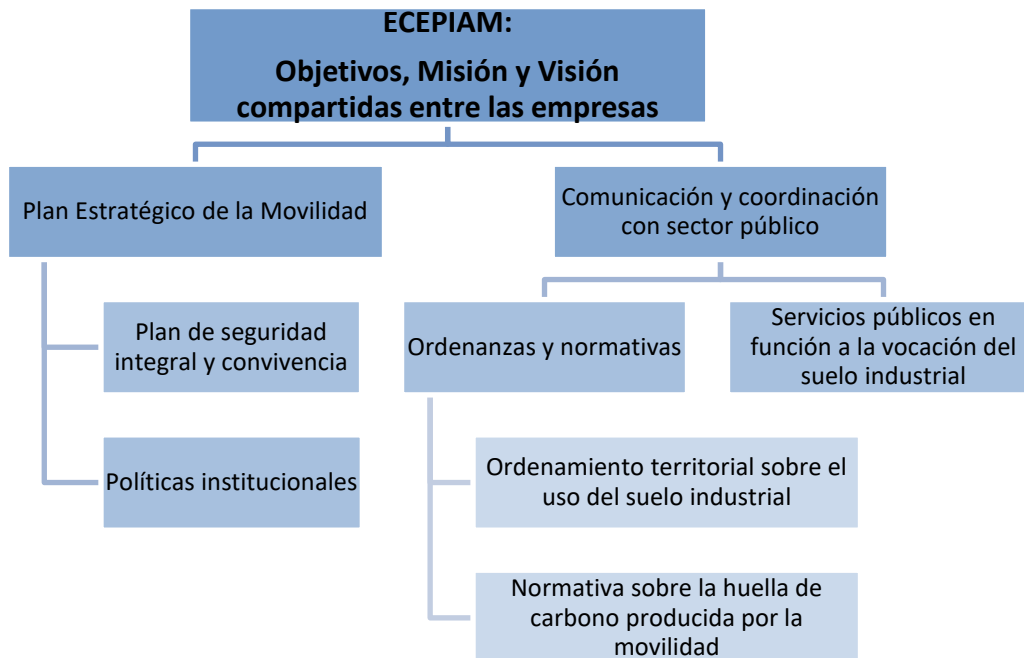 ECEPIAM:
Objetivos, Misión y Visión
compartidas entre las empresas
Plan Estratégico de la Movilidad
Comunicación y coordinación
con sector público
Plan de seguridad
integral y convivencia
Ordenanzas y normativas
Servicios públicos en
función a la vocación del
suelo industrial
Políticas institucionales
Ordenamiento territorial sobre el
uso del suelo industrial
Normativa sobre la huella de
carbono producida por la
movilidad